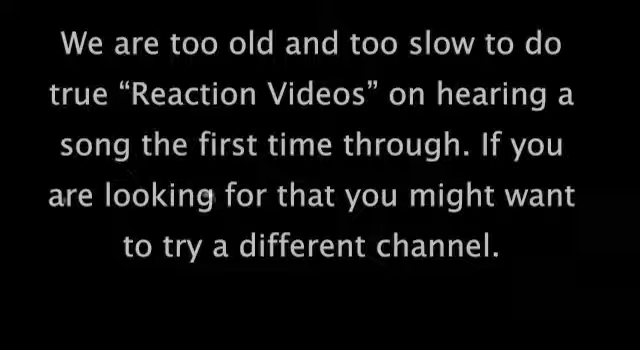 We are too old and too slow to do
true “Reaction Videos” on hearing a
song the first time through. If you
are looking for that you might want
to try a different channel.